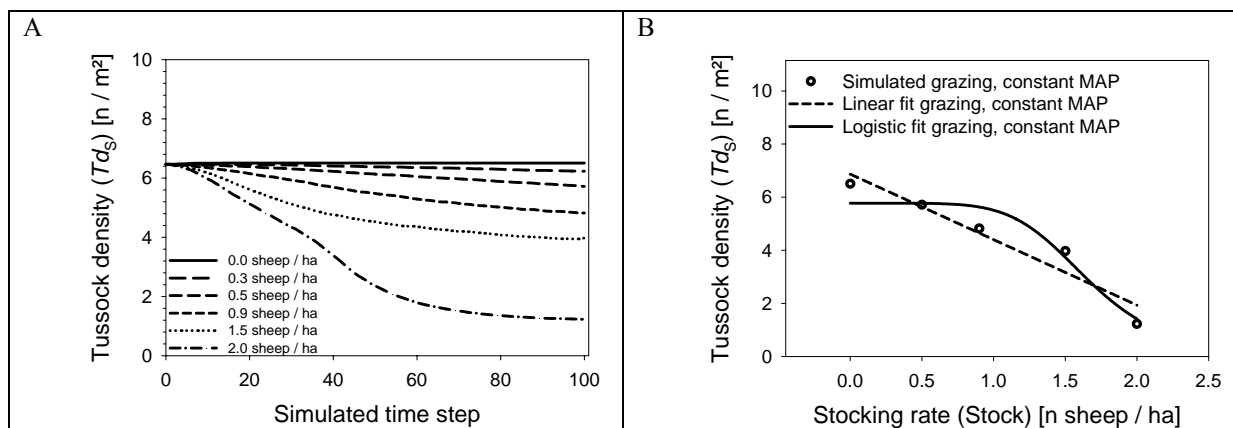 A
Tussock density (Td_S) [n / m²]
10
8
6
4
2
0
0.0 sheep / ha
0.3 sheep / ha
0.5 sheep / ha
0.9 sheep / ha
1.5 sheep / ha
2.0 sheep / ha
0 20 40 60 80 100
Simulated time step
B
Tussock density (Td_S) [n / m²]
10
8
6
4
2
0
Simulated grazing, constant MAP
Linear fit grazing, constant MAP
Logistic fit grazing, constant MAP
0.0 0.5 1.0 1.5 2.0 2.5
Stocking rate (Stock) [n sheep / ha]